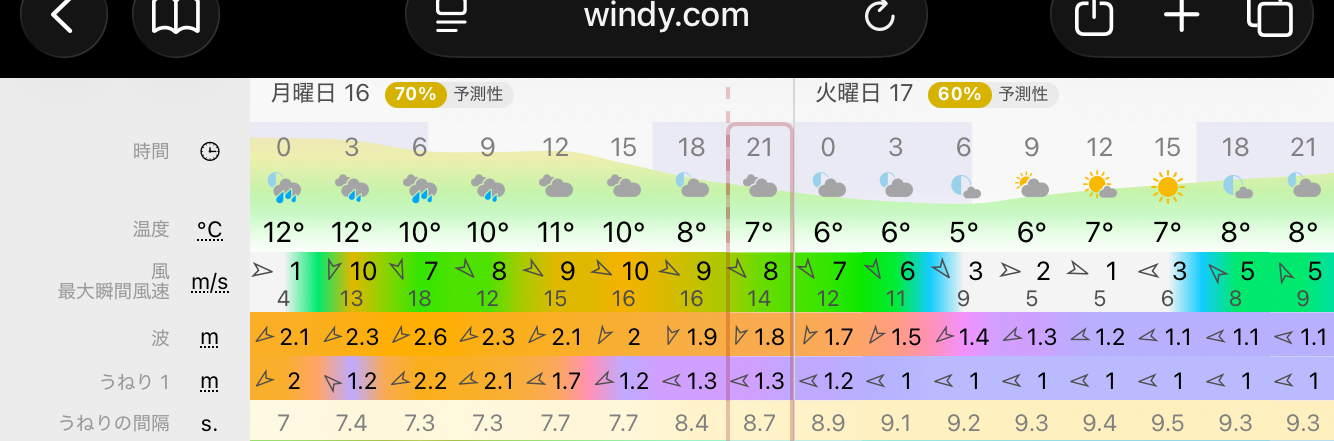 windy.com
月曜日 16 70% 予測性 火曜日 17 60% 予測性
時間 0 3 6 9 12 15 18 21 0 3 6 9 12 15 18 21
温度 °C 12° 12° 10° 10° 11° 10° 8° 7° 6° 6° 5° 6° 7° 7° 8° 8°
風 m/s 1 10 7 8 9 10 9 8 7 6 3 2 1 3 5 5
最大瞬間風速 4 13 18 12 15 16 16 14 12 11 9 5 5 6 8 9
波 m 2.1 2.3 2.6 2.3 2.1 2 1.9 1.8 1.7 1.5 1.4 1.3 1.2 1.1 1.1 1.1
うねり 1 m 2 1.2 2.2 2.1 1.7 1.2 1.3 1.3 1.2 1 1 1 1 1 1 1
うねりの間隔 s. 7 7.4 7.3 7.3 7.7 7.7 8.4 8.7 8.9 9.1 9.2 9.3 9.4 9.5 9.3 9.3